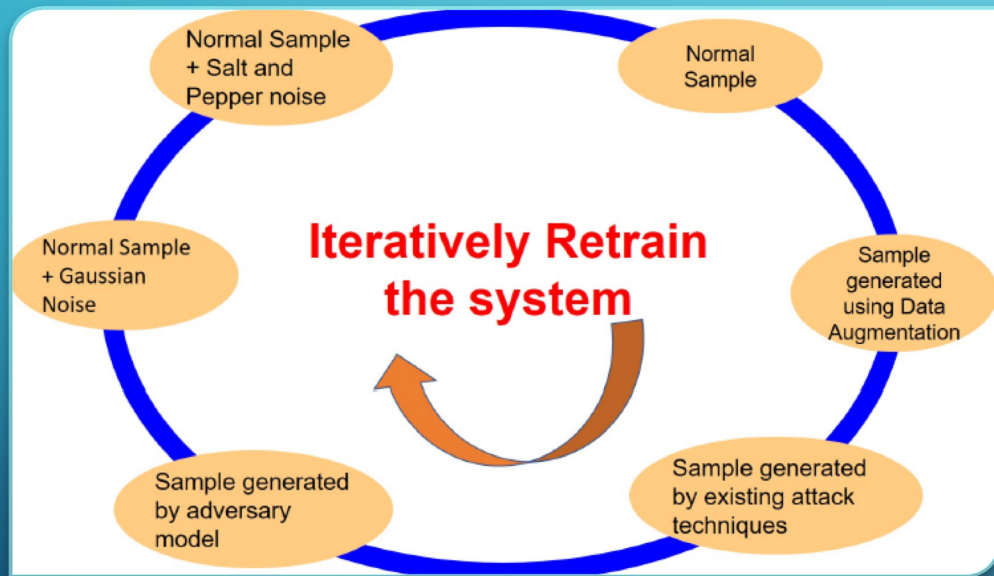 Normal Sample
+ Salt and
Pepper noise
Normal
Sample
Iteratively Retrain
the system
Normal Sample
+ Gaussian
Noise
Sample
generated
using Data
Augmentation
Sample generated
by adversary
model
Sample generated
by existing attack
techniques